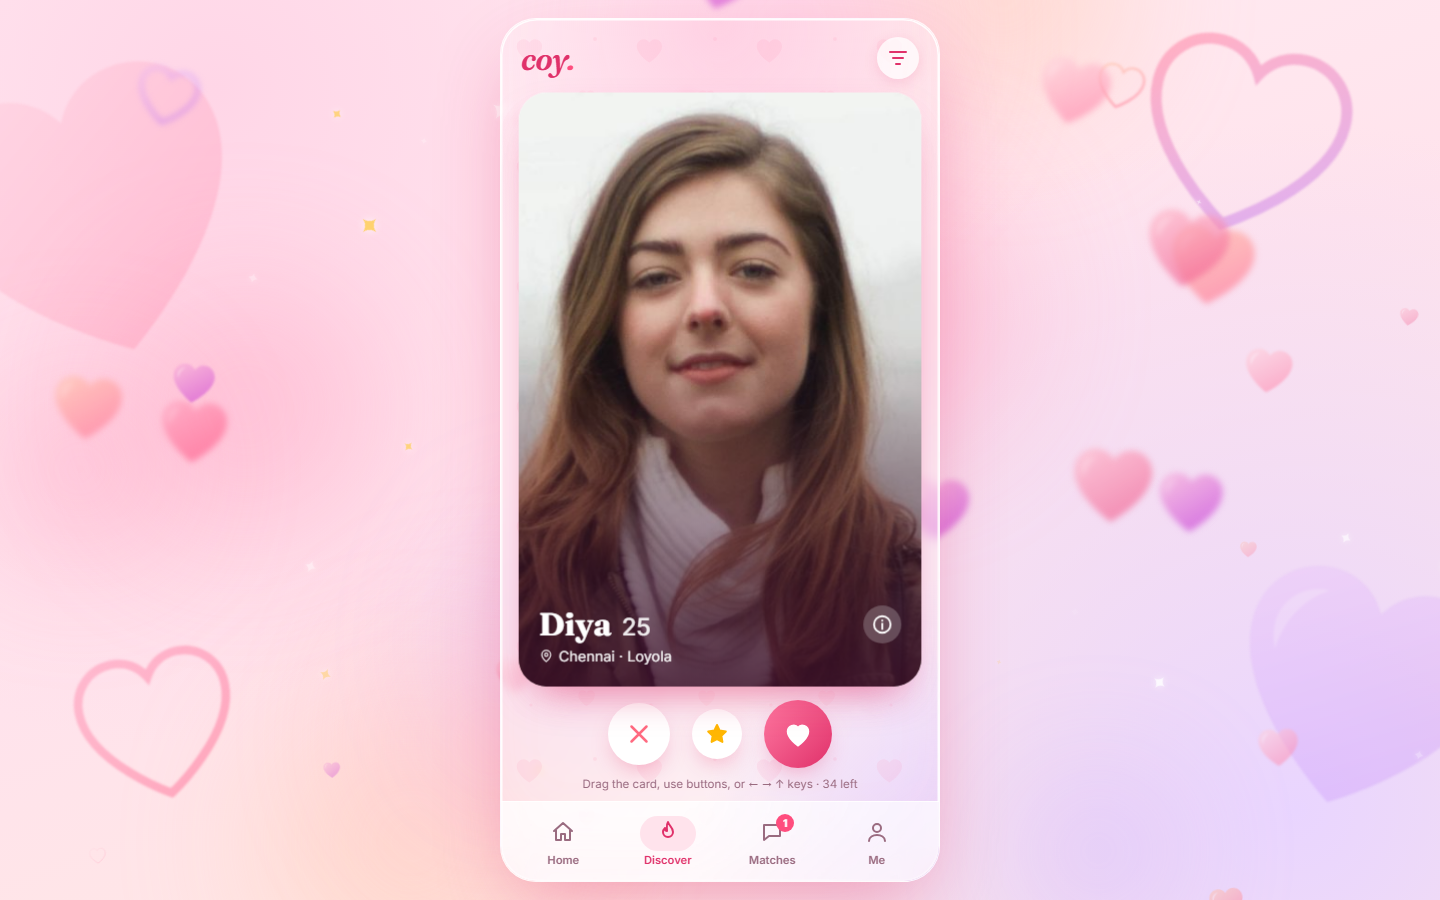 coy.
Diya 25
Chennai · Loyola
Drag the card, use buttons, or ← → ↑ keys · 34 left
1
Home
Discover
Matches
Me